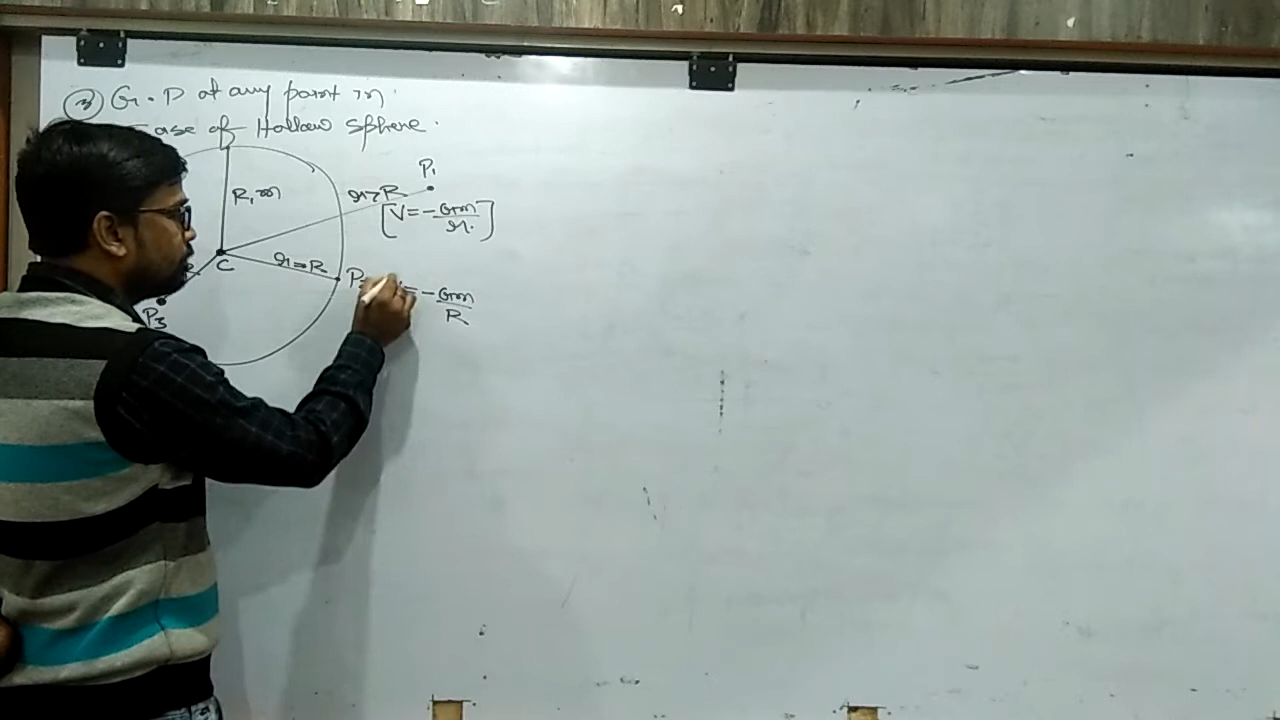 ③ G.P at any point in
case of Hollow sphere.
P₁
R, m
r>R
[V=-Gm/r.]
C
r=R
P₂
=-Gm/R
P₃